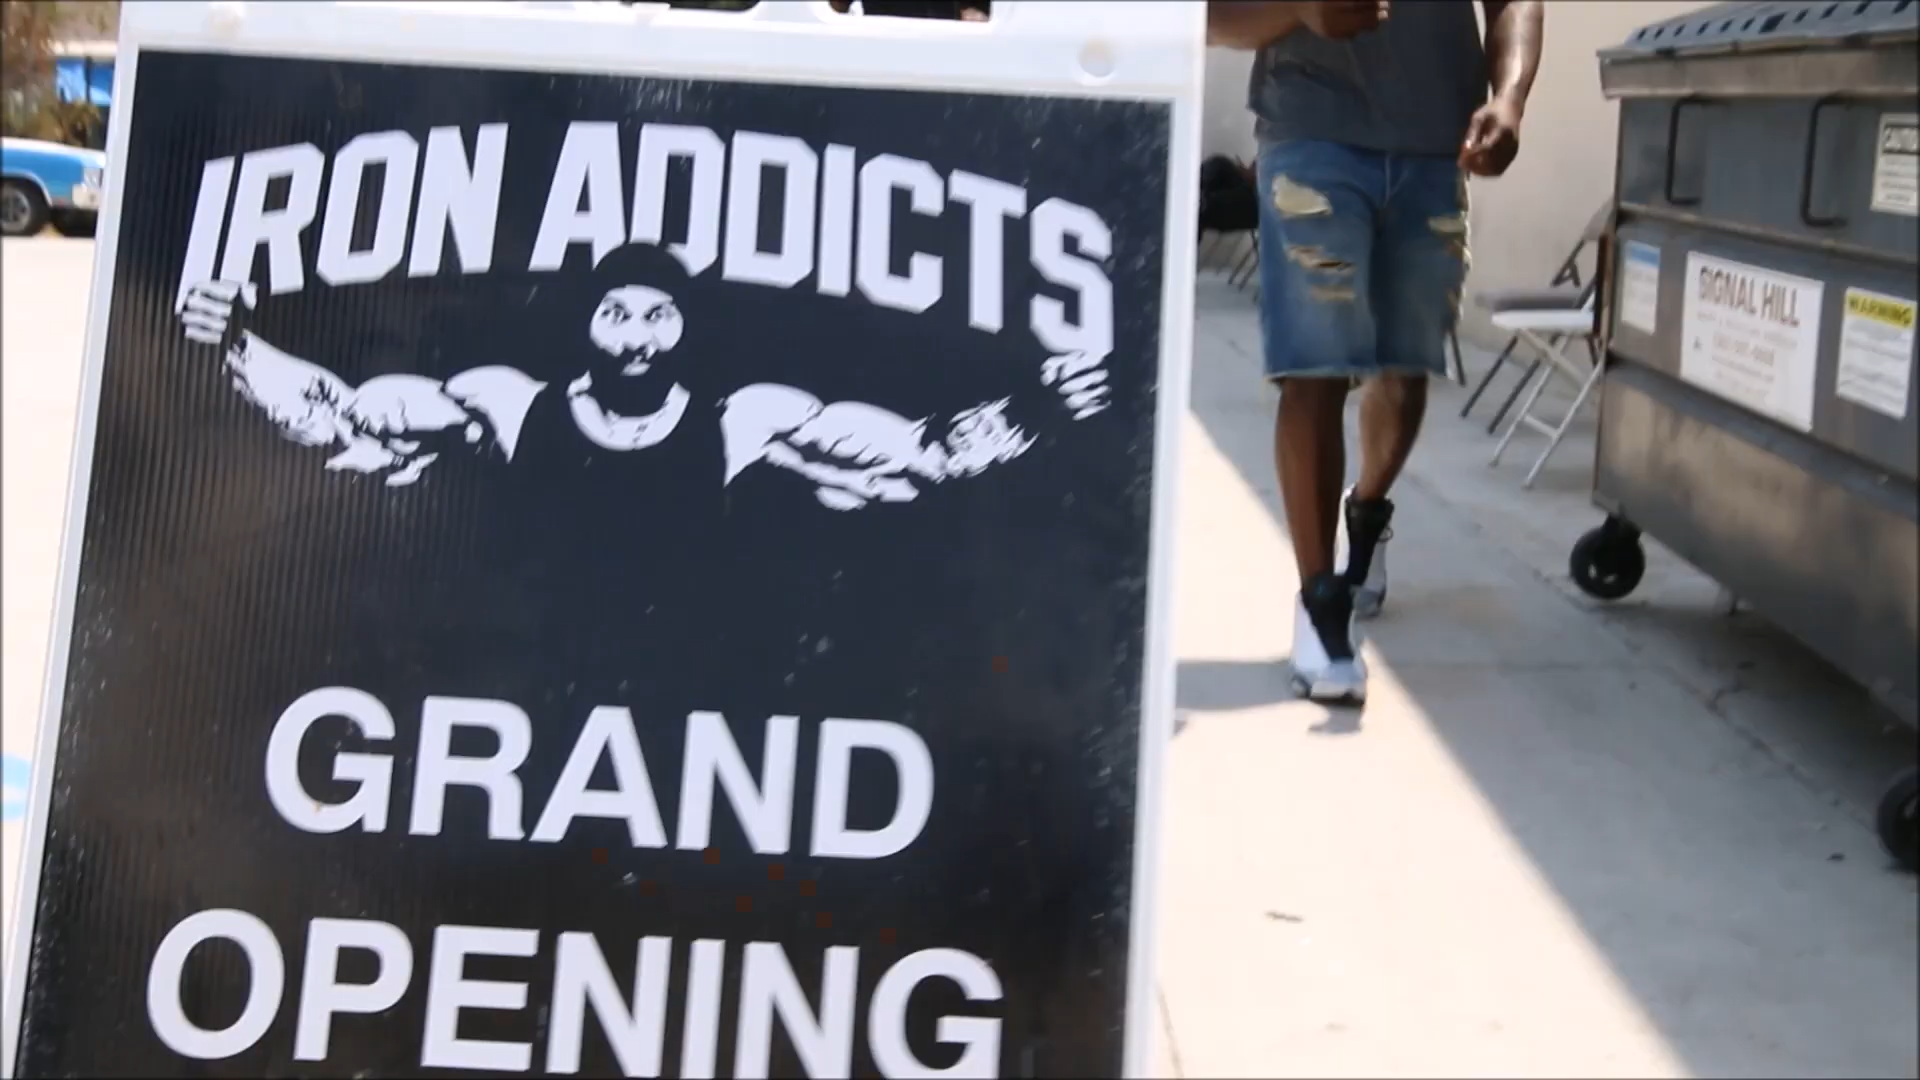 IRON ADDICTS
GRAND
OPENING
SIGNAL HILL
WARNING